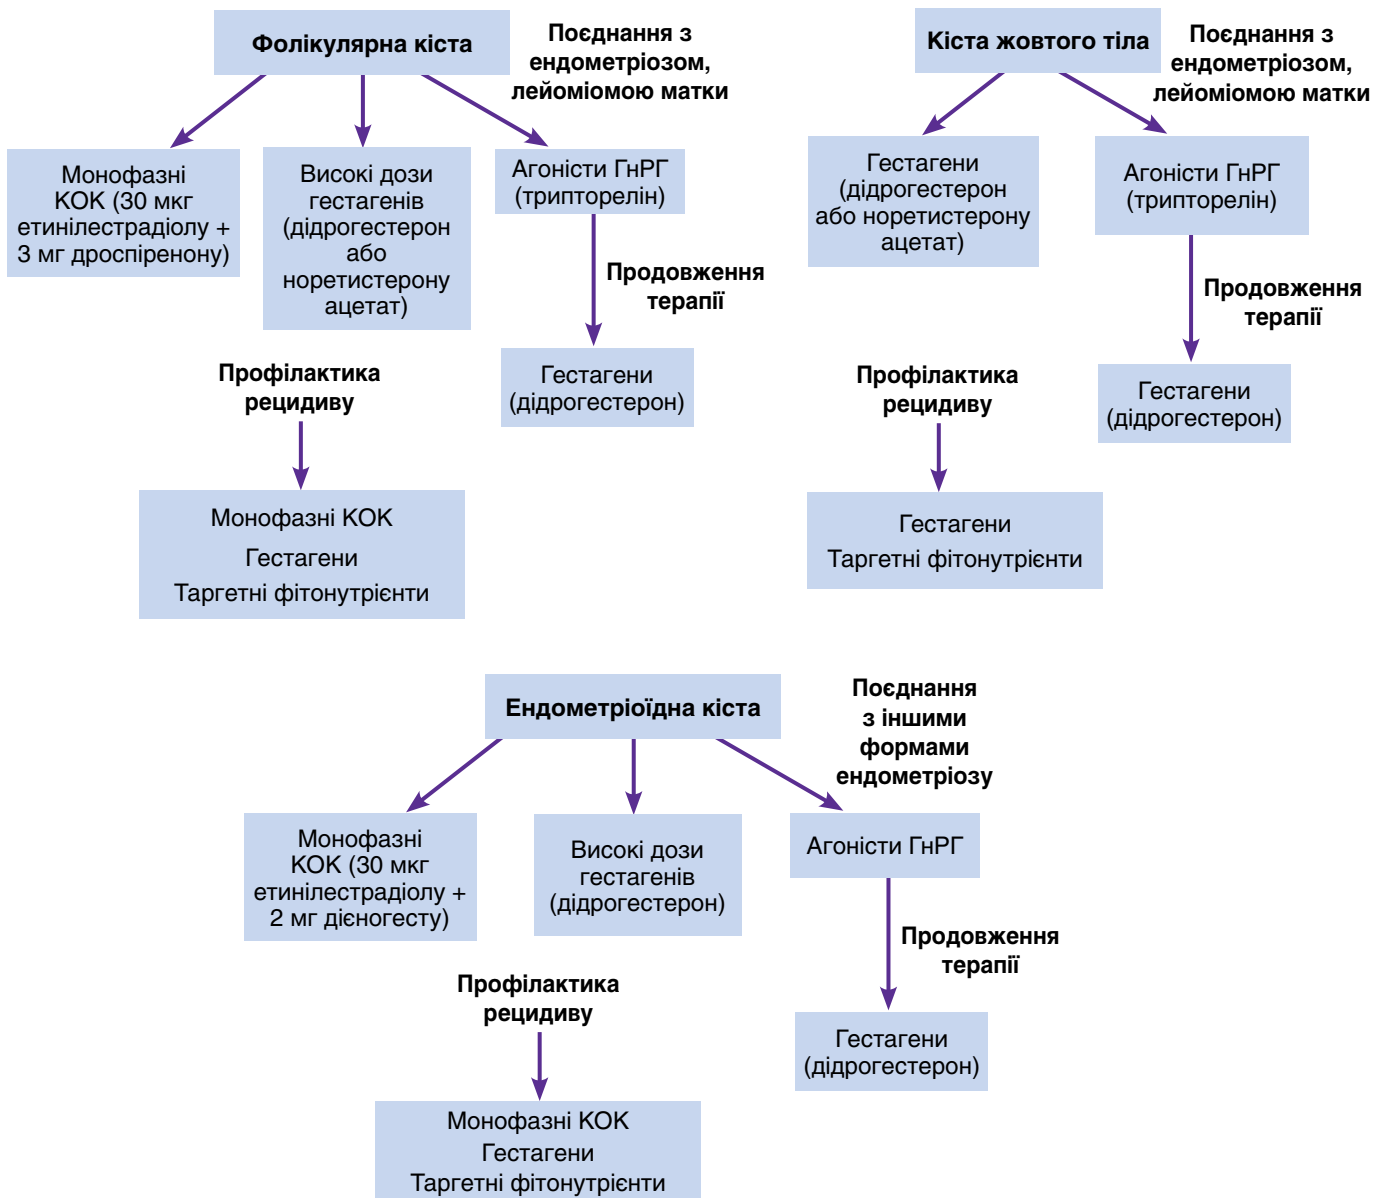 Фолікулярна кіста
Поєднання з
ендометріозом,
лейоміомою матки
Монофазні
КОК (30 мкг
етинілестрадіолу +
3 мг дроспіренону)
Високі дози
гестагенів
(дідрогестерон
або
норетистерону
ацетат)
Агоністи ГнРГ
(трипторелін)
Продовження
терапії
Гестагени
(дідрогестерон)
Профілактика
рецидиву
Монофазні КОК
Гестагени
Таргетні фітонутрієнти
Кіста жовтого тіла
Поєднання з
ендометріозом,
лейоміомою матки
Гестагени
(дідрогестерон
або норетистерону
ацетат)
Агоністи ГнРГ
(трипторелін)
Продовження
терапії
Гестагени
(дідрогестерон)
Профілактика
рецидиву
Гестагени
Таргетні фітонутрієнти
Ендометріоїдна кіста
Поєднання
з іншими
формами
ендометріозу
Монофазні
КОК (30 мкг
етинілестрадіолу +
2 мг дієногесту)
Високі дози
гестагенів
(дідрогестерон)
Агоністи ГнРГ
Продовження
терапії
Гестагени
(дідрогестерон)
Профілактика
рецидиву
Монофазні КОК
Гестагени
Таргетні фітонутрієнти